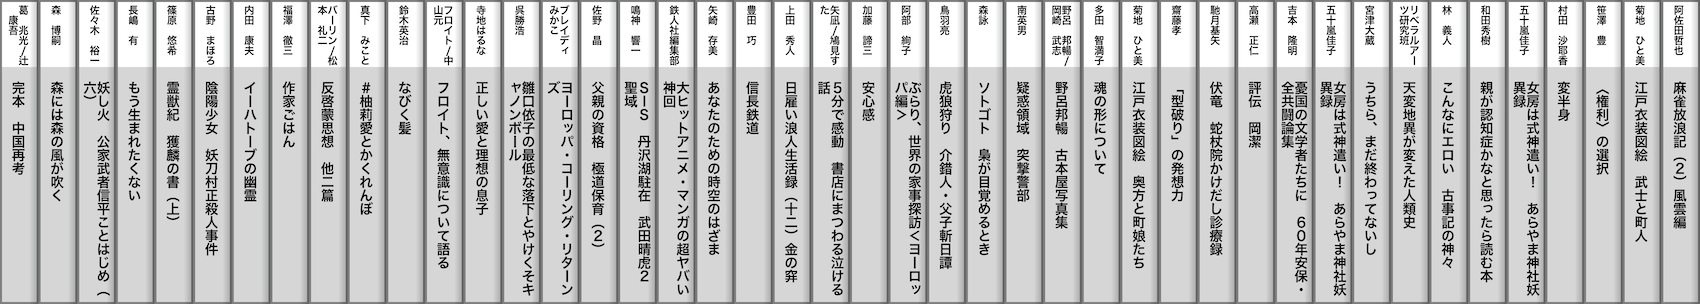 阿佐田哲也
麻雀放浪記（２）風雲編
菊地　ひと美
江戸衣装図絵　武士と町人
笹澤　豊
〈権利〉の選択
村田　沙耶香
変半身
五十嵐佳子
女房は式神遣い！　あらやま神社妖
異録
和田秀樹
親が認知症かなと思ったら読む本
林　義人
こんなにエロい　古事記の神々
リベラルアー
ツ研究班
天変地異が変えた人類史
宮津大蔵
うちら、まだ終わってないし
五十嵐佳子
女房は式神遣い！　あらやま神社妖
異録
吉本　隆明
憂国の文学者たちに　６０年安保・
全共闘論集
高瀬　正仁
評伝　岡潔
馳月基矢
伏竜　蛇杖院かけだし診療録
齋藤孝
「型破り」の発想力
菊地　ひと美
江戸衣装図絵　奥方と町娘たち
多田　智満子
魂の形について
野呂　邦暢/
岡崎　武志
野呂邦暢　古本屋写真集
南英男
疑惑領域　突撃警部
森詠
ソトゴト　梟が目覚めるとき
鳥羽亮
虎狼狩り　介錯人・父子斬日譚
阿部　絢子
ぶらり、世界の家事探訪＜ヨーロッ
パ編＞
加藤　諦三
安心感
矢凪/鳩見す
た
５分で感動　書店にまつわる泣ける
話
上田　秀人
日雇い浪人生活録（十二）金の穽
豊田　巧
信長鉄道
矢崎　存美
あなたのための時空のはざま
鉄人社編集部
大ヒットアニメ・マンガの超ヤバい
神回
鳴神　響一
ＳＩＳ　丹沢湖駐在　武田晴虎２
聖域
佐野　晶
父親の資格　極道保育（２）
ブレイディ
みかこ
ヨーロッパ・コーリング・リターン
ズ
呉勝浩
雛口依子の最低な落下とやけくそキ
ャノンボール
寺地はるな
正しい愛と理想の息子
フロイト/中
山元
フロイト、無意識について語る
鈴木英治
なびく髪
真下　みこと
＃柚莉愛とかくれんぼ
バーリン/松
本　礼二
反啓蒙思想　他二篇
福澤　徹三
作家ごはん
内田　康夫
イーハトーブの幽霊
古野　まほろ
陰陽少女　妖刀村正殺人事件
篠原　悠希
霊獣紀　獲麟の書（上）
長嶋　有
もう生まれたくない
佐々木　裕一
妖し火　公家武者信平ことはじめ（
六）
森　博嗣
森には森の風が吹く
葛　兆光/辻
康吾
完本　中国再考